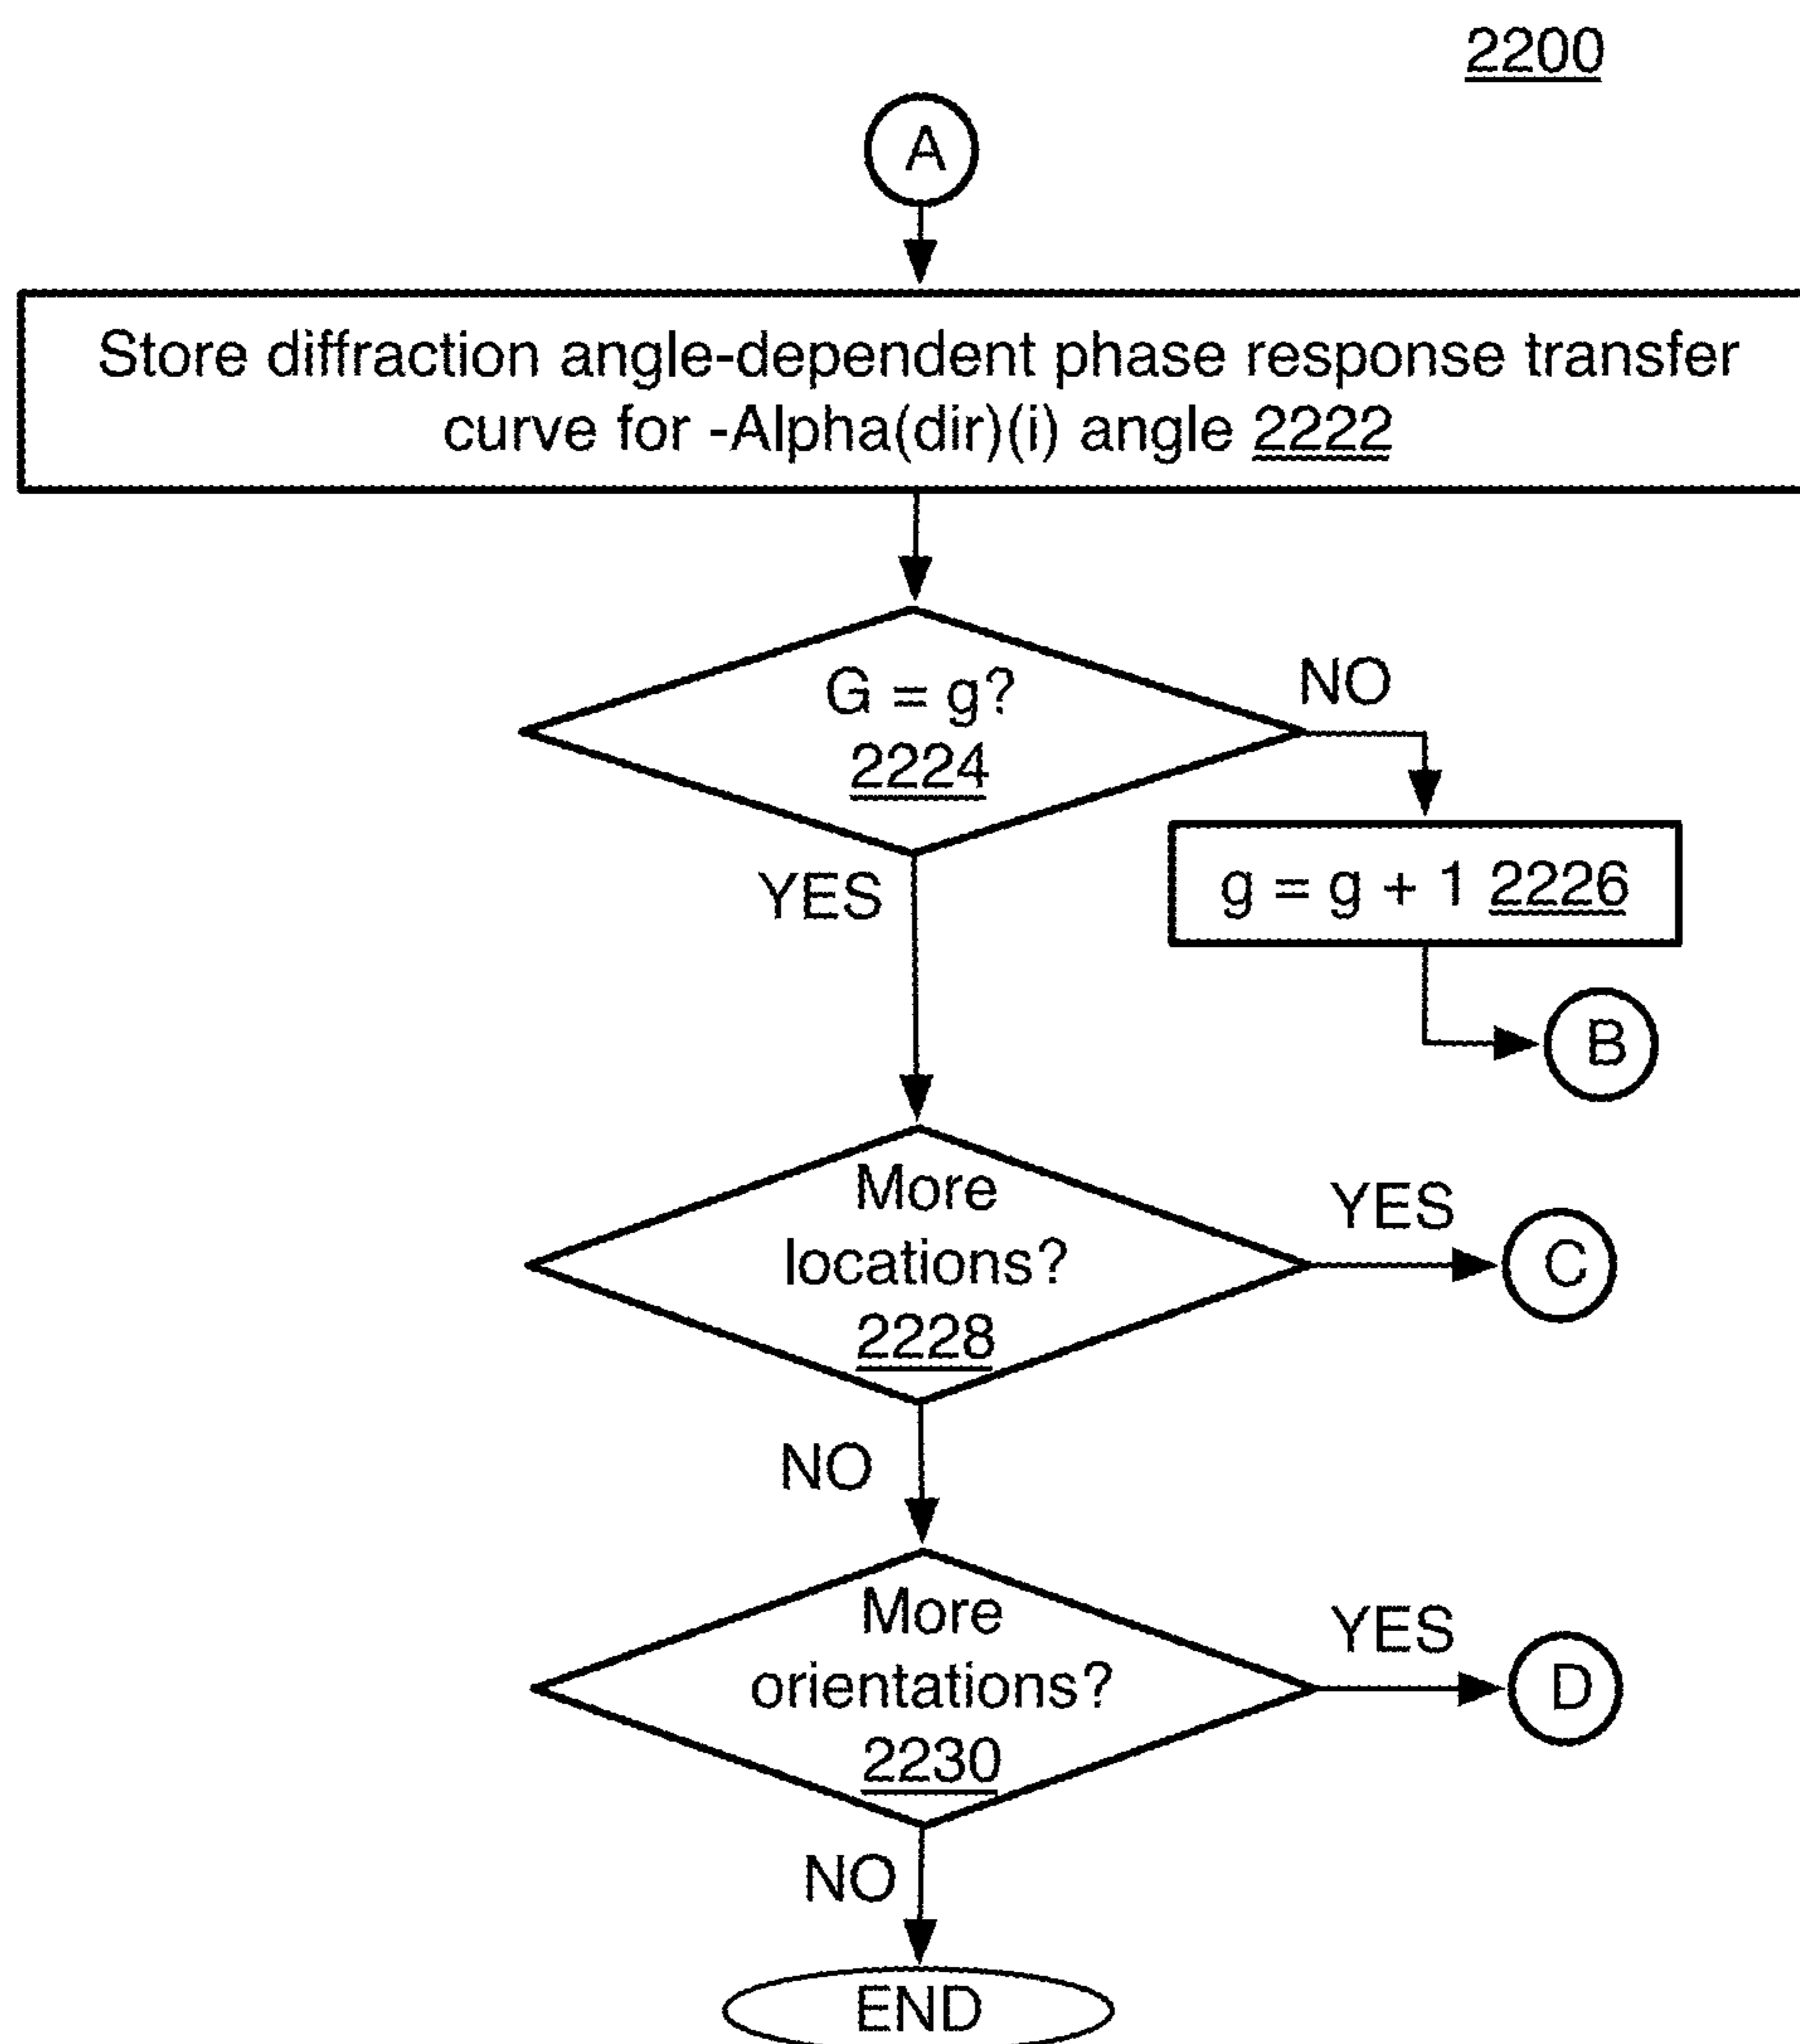 2200
A
Store diffraction angle-dependent phase response transfer
curve for -Alpha(dir)(i) angle 2222
G = g?
2224
NO
g = g + 1 2226
YES
B
More
locations?
2228
YES
C
NO
More
orientations?
2230
YES
D
NO
END